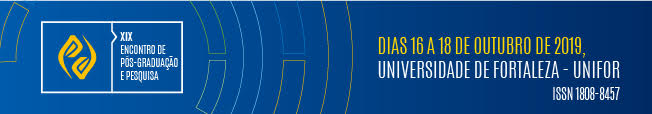 XIX
ENCONTRO DE
PÓS-GRADUAÇÃO
E PESQUISA
DIAS 16 A 18 DE OUTUBRO DE 2019,
UNIVERSIDADE DE FORTALEZA - UNIFOR
ISSN 1808-8457